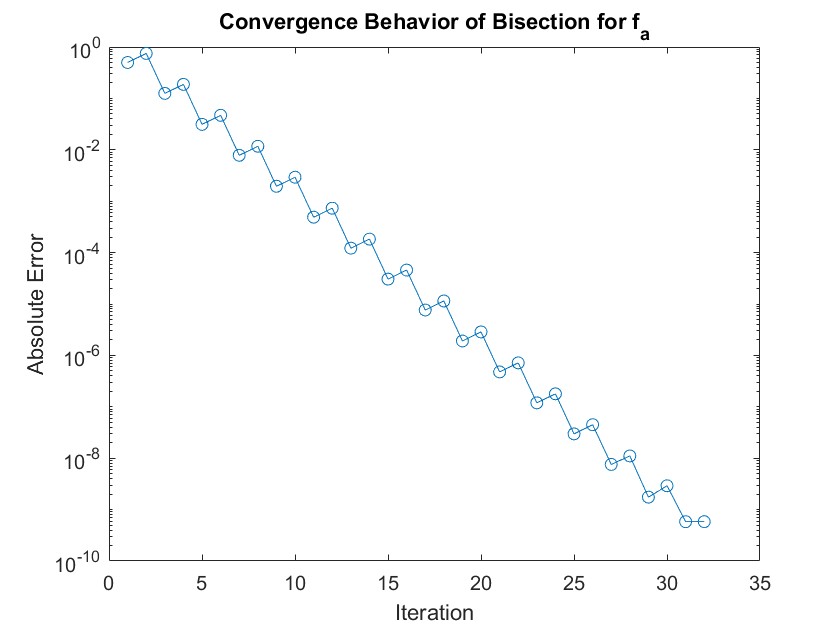 Convergence Behavior of Bisection for f_a
10^0
10^-2
10^-4
10^-6
10^-8
10^-10
Absolute Error
0 5 10 15 20 25 30 35
Iteration